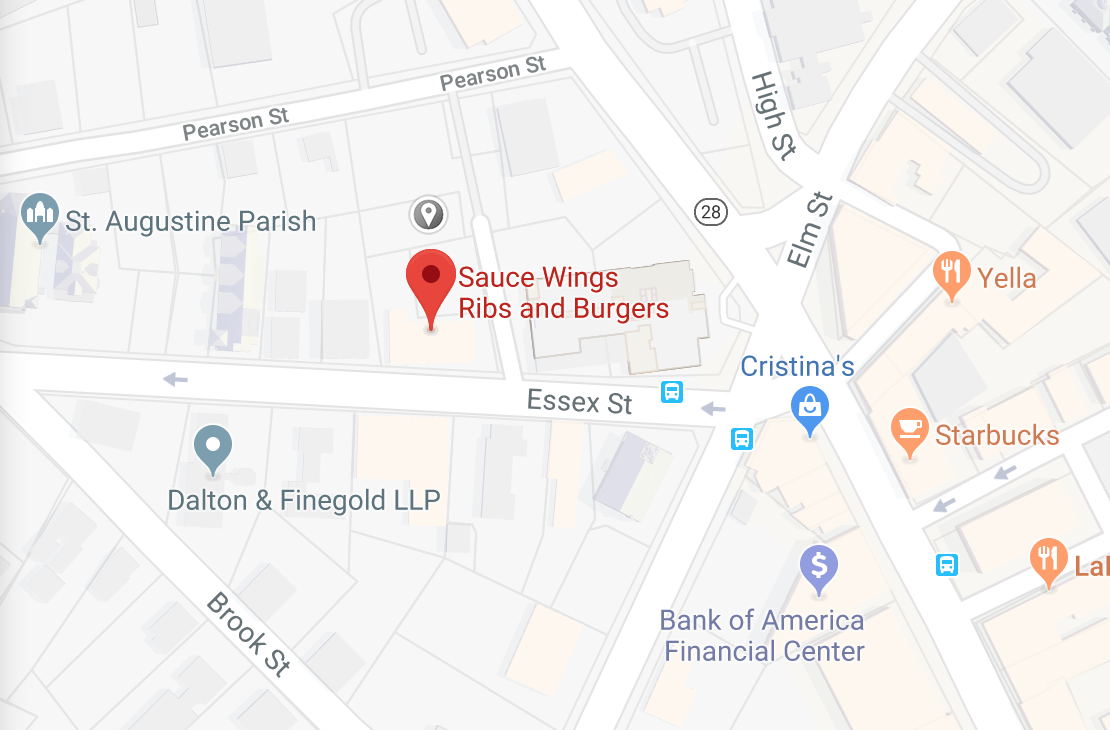 Pearson St
Pearson St
High St
28
Elm St
St. Augustine Parish
Sauce Wings
Ribs and Burgers
Yella
Cristina's
Essex St
Starbucks
Dalton & Finegold LLP
$
Bank of America
Financial Center
Lal
Brook St